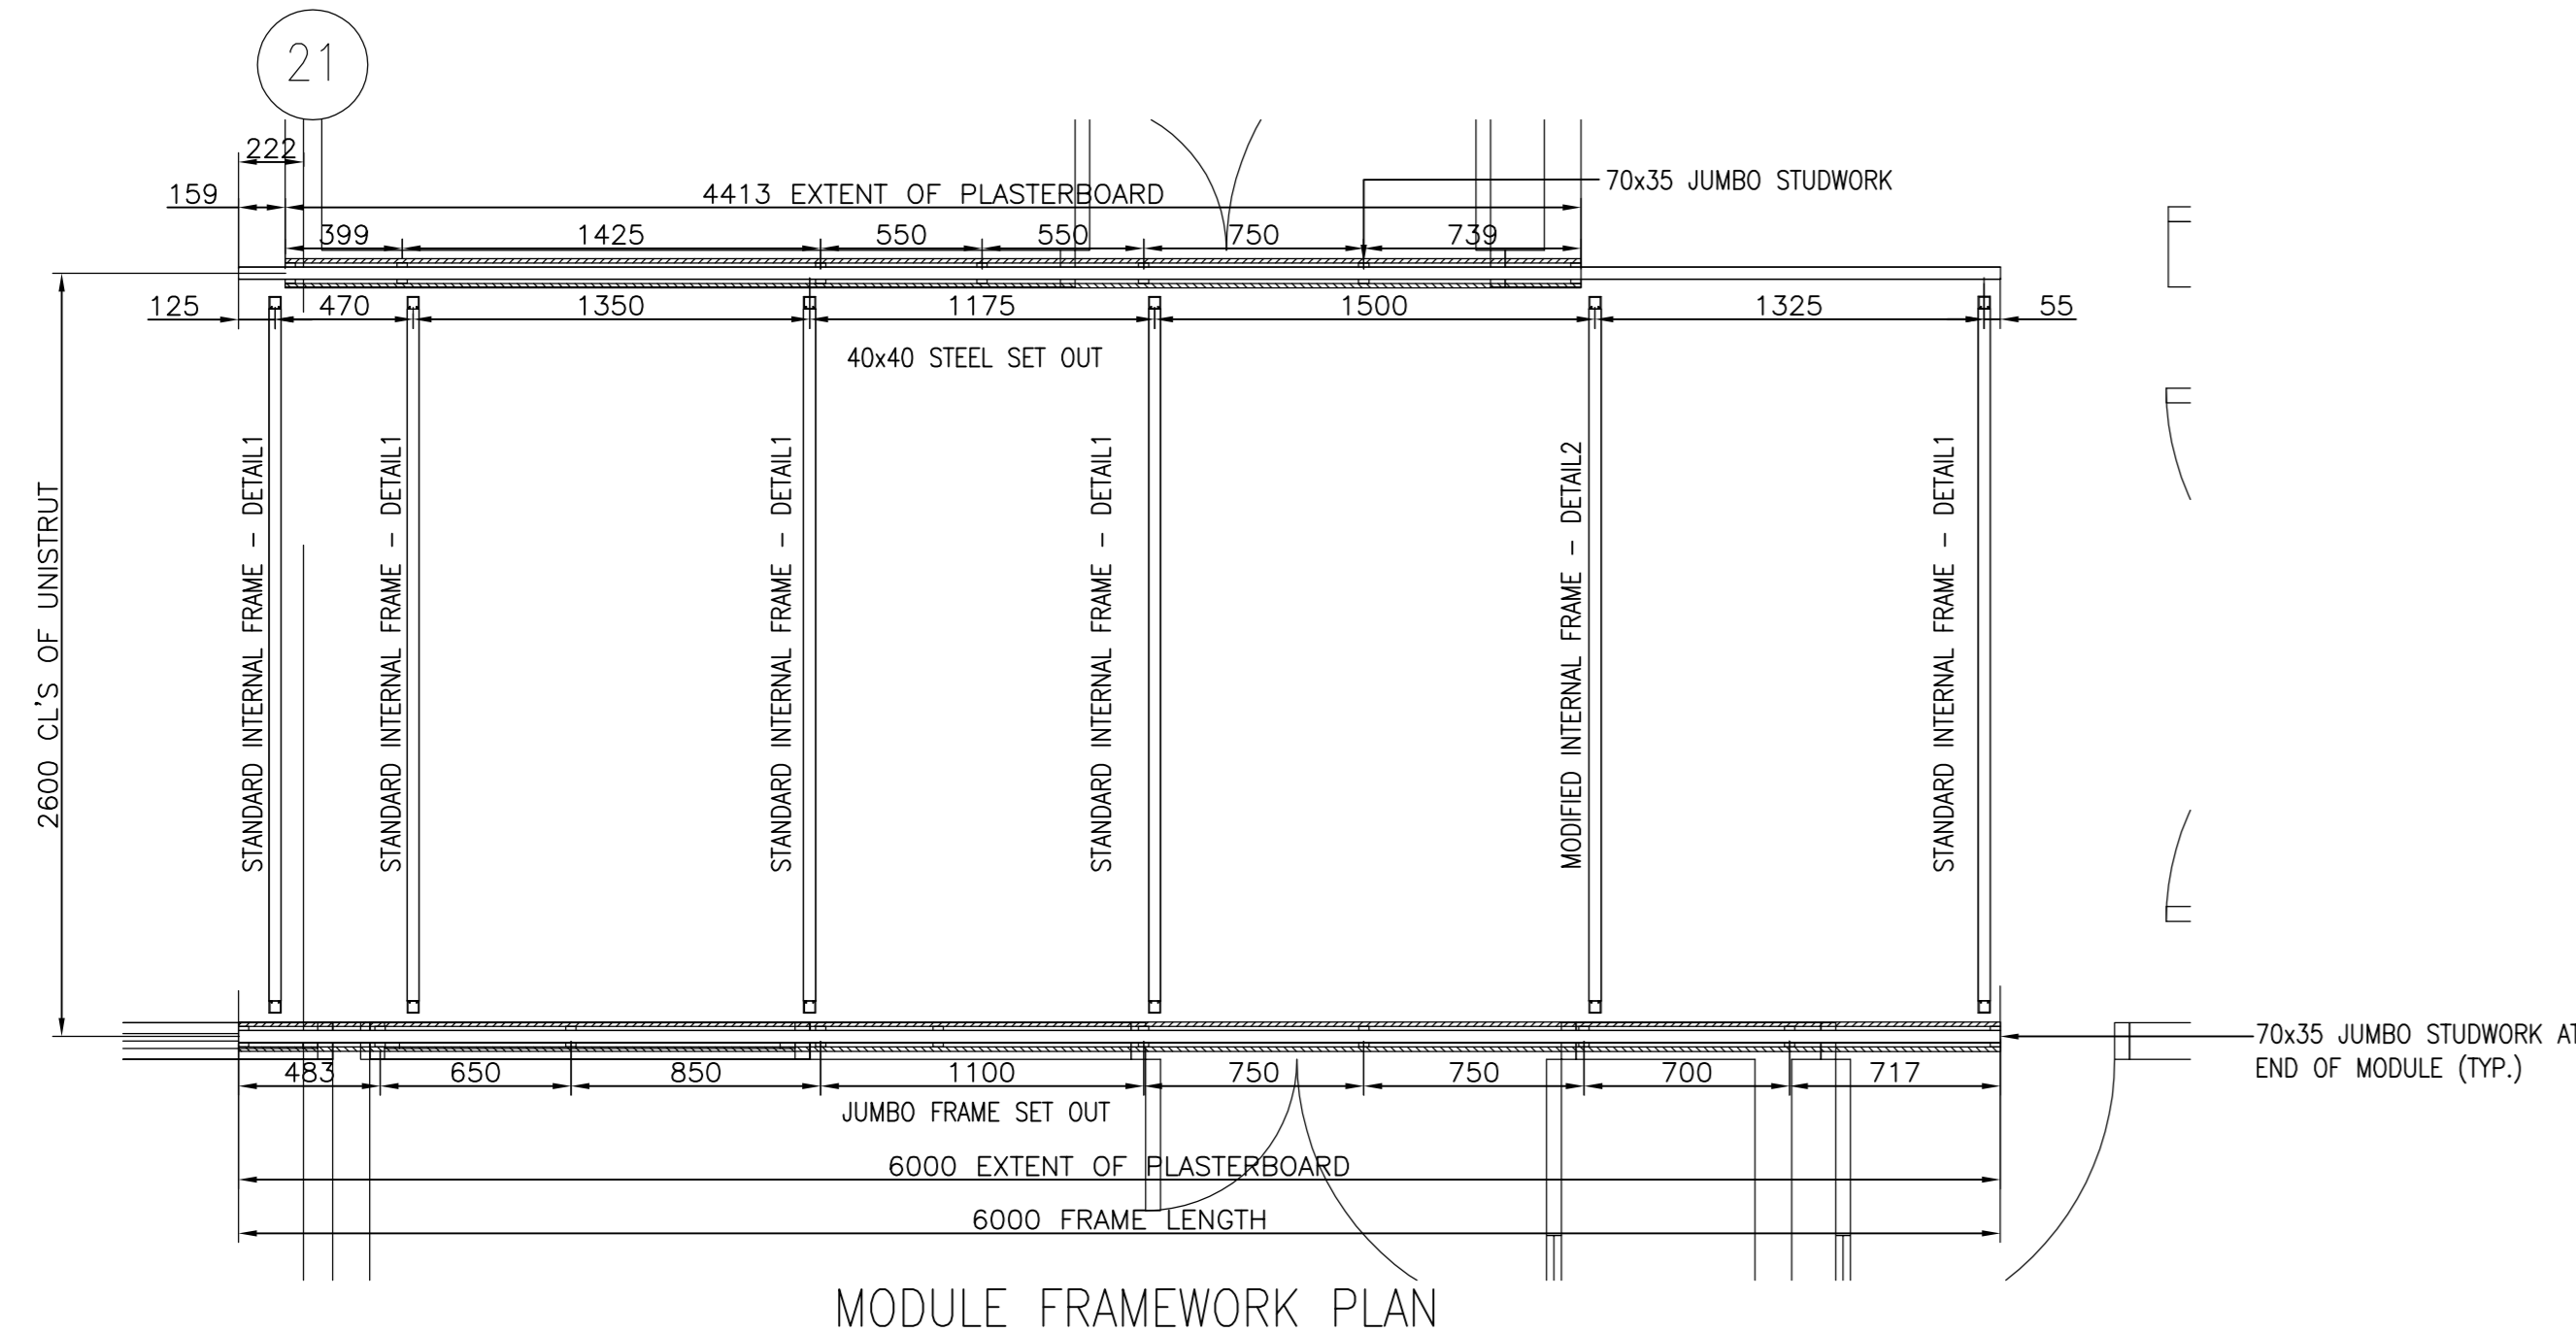 21
222
159
4413 EXTENT OF PLASTERBOARD
70x35 JUMBO STUDWORK
399 1425 550 550 750 739
125 470 1350 1175 1500 1325 55
40x40 STEEL SET OUT
2600 CL'S OF UNISTRUT
STANDARD INTERNAL FRAME - DETAIL1
STANDARD INTERNAL FRAME - DETAIL1
STANDARD INTERNAL FRAME - DETAIL1
STANDARD INTERNAL FRAME - DETAIL1
MODIFIED INTERNAL FRAME - DETAIL2
STANDARD INTERNAL FRAME - DETAIL1
70x35 JUMBO STUDWORK AT
END OF MODULE (TYP.)
483 650 850 1100 750 750 700 717
JUMBO FRAME SET OUT
6000 EXTENT OF PLASTERBOARD
6000 FRAME LENGTH
MODULE FRAMEWORK PLAN